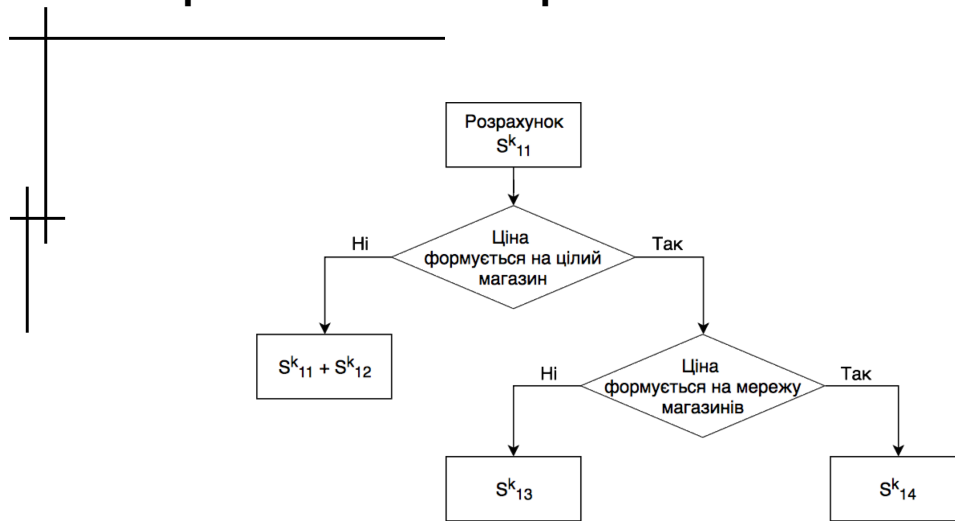 Розрахунок
S^k_11
Ціна
формується на цілий
магазин
Ні
Так
S^k_11 + S^k_12
Ціна
формується на мережу
магазинів
Ні
Так
S^k_13
S^k_14